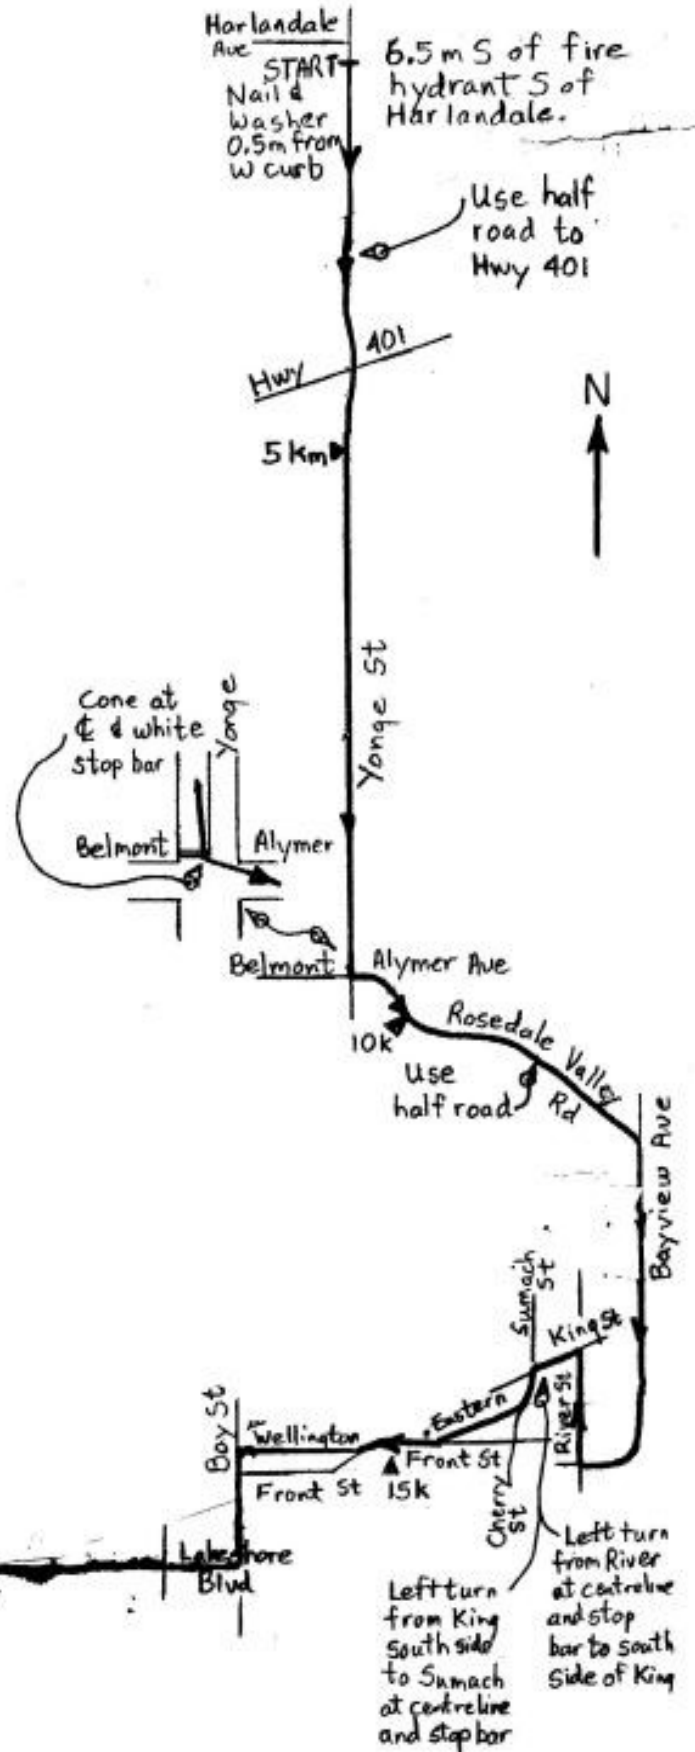 Harlandale
Ave
START
Nail &
Washer
0.5m from
W curb
6.5m S of fire
hydrant S of
Harlandale.
Use half
road to
Hwy 401
Hwy 401
N
5 km
Yonge St
Cone at
℄ & white
stop bar
Yonge
Belmont
Alymer
Belmont
Alymer Ave
10k
Rosedale Valley
Rd
Use
half road
Bayview Ave
Sumach
St
King St
River St
Eastern
Bay St
Wellington
Front St
Front St
15k
Cherry
St
Lakeshore
Blvd
Left turn
from King
south side
to Sumach
at centreline
and stop bar
Left turn
from River
at centreline
and stop
bar to south
side of King